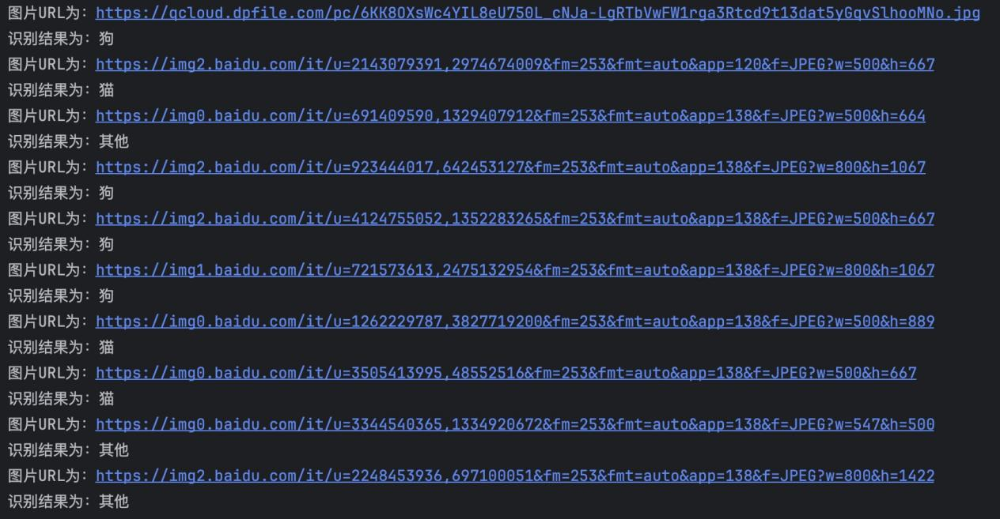 图片URL为: https://qcloud.dpfile.com/pc/6KK8OXsWc4YIL8eU750L_cNJa-LgRTbVwFW1rga3Rtcd9t13dat5yGqvSlhooMNo.jpg
识别结果为: 狗
图片URL为: https://img2.baidu.com/it/u=2143079391,2974674009&fm=253&fmt=auto&app=120&f=JPEG?w=500&h=667
识别结果为: 猫
图片URL为: https://img0.baidu.com/it/u=691409590,1329407912&fm=253&fmt=auto&app=138&f=JPEG?w=500&h=664
识别结果为: 其他
图片URL为: https://img2.baidu.com/it/u=923444017,642453127&fm=253&fmt=auto&app=138&f=JPEG?w=800&h=1067
识别结果为: 狗
图片URL为: https://img2.baidu.com/it/u=4124755052,1352283265&fm=253&fmt=auto&app=138&f=JPEG?w=500&h=667
识别结果为: 狗
图片URL为: https://img1.baidu.com/it/u=721573613,2475132954&fm=253&fmt=auto&app=138&f=JPEG?w=800&h=1067
识别结果为: 狗
图片URL为: https://img0.baidu.com/it/u=1262229787,3827719200&fm=253&fmt=auto&app=138&f=JPEG?w=500&h=889
识别结果为: 猫
图片URL为: https://img0.baidu.com/it/u=3505413995,48552516&fm=253&fmt=auto&app=138&f=JPEG?w=500&h=667
识别结果为: 猫
图片URL为: https://img0.baidu.com/it/u=3344540365,1334920672&fm=253&fmt=auto&app=138&f=JPEG?w=547&h=500
识别结果为: 其他
图片URL为: https://img2.baidu.com/it/u=2248453936,697100051&fm=253&fmt=auto&app=138&f=JPEG?w=800&h=1422
识别结果为: 其他